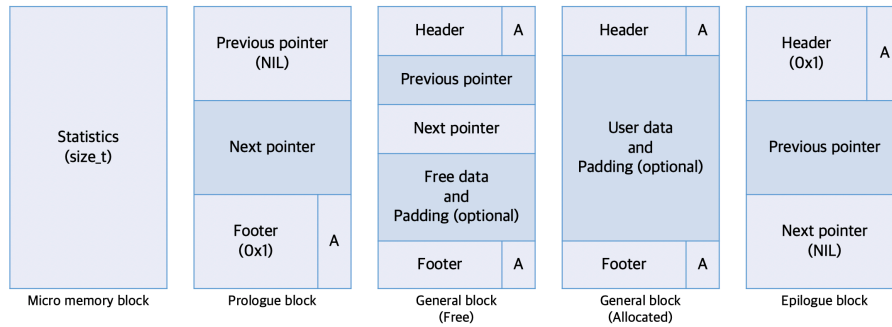 Statistics
(size_t)
Micro memory block
Previous pointer
(NIL)
Next pointer
Footer
(0x1)
A
Prologue block
Header
A
Previous pointer
Next pointer
Free data
and
Padding (optional)
Footer
A
General block
(Free)
Header
A
User data
and
Padding (optional)
Footer
A
General block
(Allocated)
Header
(0x1)
A
Previous pointer
Next pointer
(NIL)
Epilogue block